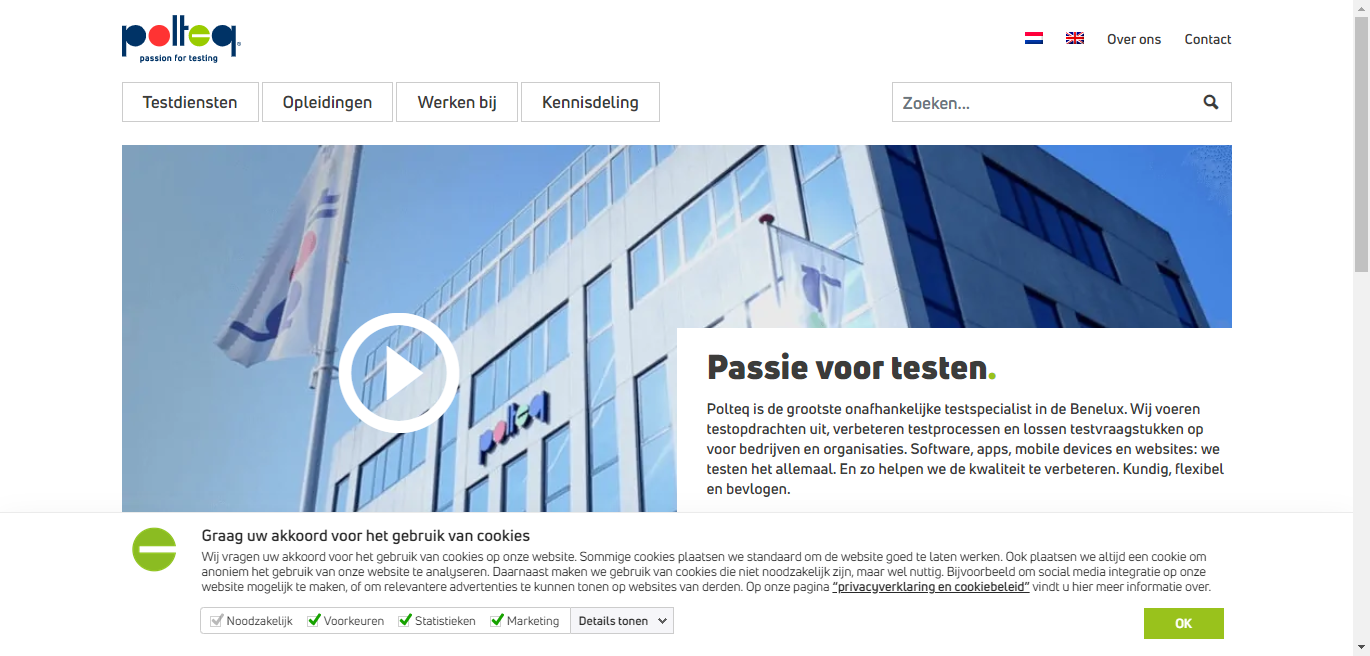 polteq
passion for testing
Over ons
Contact
Testdiensten
Opleidingen
Werken bij
Kennisdeling
Zoeken...
polteq
Passie voor testen.
Polteq is de grootste onafhankelijke testspecialist in de Benelux. Wij voeren
testopdrachten uit, verbeteren testprocessen en lossen testvraagstukken op
voor bedrijven en organisaties. Software, apps, mobile devices en websites: we
testen het allemaal. En zo helpen we de kwaliteit te verbeteren. Kundig, flexibel
en bevlogen.
Graag uw akkoord voor het gebruik van cookies
Wij vragen uw akkoord voor het gebruik van cookies op onze website. Sommige cookies plaatsen we standaard om de website goed te laten werken. Ook plaatsen we altijd een cookie om
anoniem het gebruik van onze website te analyseren. Daarnaast maken we gebruik van cookies die niet noodzakelijk zijn, maar wel nuttig. Bijvoorbeeld om social media integratie op onze
website mogelijk te maken, of om relevantere advertenties te kunnen tonen op websites van derden. Op onze pagina “privacyverklaring en cookiebeleid” vindt u hier meer informatie over.
Noodzakelijk
Voorkeuren
Statistieken
Marketing
Details tonen
OK